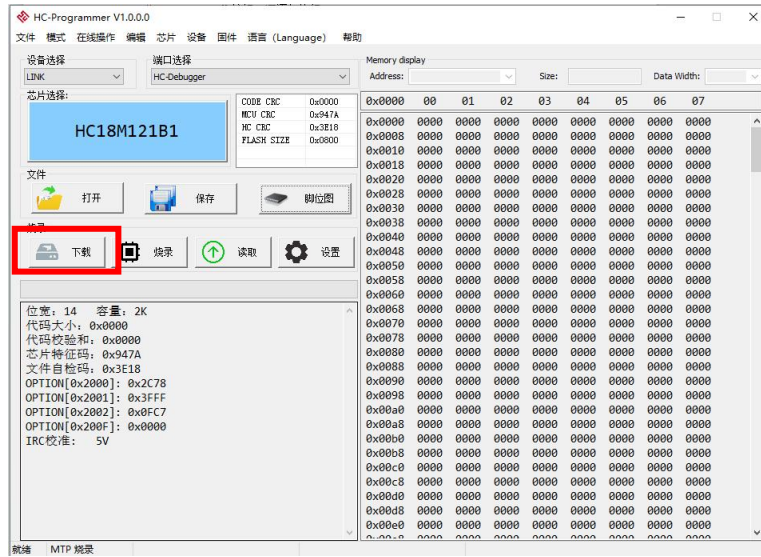 HC-Programmer V1.0.0.0
文件 模式 在线操作 编辑 芯片 设备 固件 语言 (Language) 帮助
设备选择 端口选择
LINK HC-Debugger
芯片选择:
HC18M121B1
CODE CRC 0x0000
MCU CRC 0x947A
HC CRC 0x3E18
FLASH SIZE 0x0800
文件
打开 保存 脚位图
下载 烧录 读取 设置
位宽: 14 容量: 2K
代码大小: 0x0000
代码校验和: 0x0000
芯片特征码: 0x947A
文件自检码: 0x3E18
OPTION[0x2000]: 0x2C78
OPTION[0x2001]: 0x3FFF
OPTION[0x2002]: 0x0FC7
OPTION[0x200F]: 0x0000
IRC校准: 5V
Memory display
Address: Size: Data Width:
0x0000 00 01 02 03 04 05 06 07
0x0000 0000 0000 0000 0000 0000 0000 0000 0000
0x0008 0000 0000 0000 0000 0000 0000 0000 0000
0x0010 0000 0000 0000 0000 0000 0000 0000 0000
0x0018 0000 0000 0000 0000 0000 0000 0000 0000
0x0020 0000 0000 0000 0000 0000 0000 0000 0000
0x0028 0000 0000 0000 0000 0000 0000 0000 0000
0x0030 0000 0000 0000 0000 0000 0000 0000 0000
0x0038 0000 0000 0000 0000 0000 0000 0000 0000
0x0040 0000 0000 0000 0000 0000 0000 0000 0000
0x0048 0000 0000 0000 0000 0000 0000 0000 0000
0x0050 0000 0000 0000 0000 0000 0000 0000 0000
0x0058 0000 0000 0000 0000 0000 0000 0000 0000
0x0060 0000 0000 0000 0000 0000 0000 0000 0000
0x0068 0000 0000 0000 0000 0000 0000 0000 0000
0x0070 0000 0000 0000 0000 0000 0000 0000 0000
0x0078 0000 0000 0000 0000 0000 0000 0000 0000
0x0080 0000 0000 0000 0000 0000 0000 0000 0000
0x0088 0000 0000 0000 0000 0000 0000 0000 0000
0x0090 0000 0000 0000 0000 0000 0000 0000 0000
0x0098 0000 0000 0000 0000 0000 0000 0000 0000
0x00a0 0000 0000 0000 0000 0000 0000 0000 0000
0x00a8 0000 0000 0000 0000 0000 0000 0000 0000
0x00b0 0000 0000 0000 0000 0000 0000 0000 0000
0x00b8 0000 0000 0000 0000 0000 0000 0000 0000
0x00c0 0000 0000 0000 0000 0000 0000 0000 0000
0x00c8 0000 0000 0000 0000 0000 0000 0000 0000
0x00d0 0000 0000 0000 0000 0000 0000 0000 0000
0x00d8 0000 0000 0000 0000 0000 0000 0000 0000
0x00e0 0000 0000 0000 0000 0000 0000 0000 0000
就绪 MTP 烧录